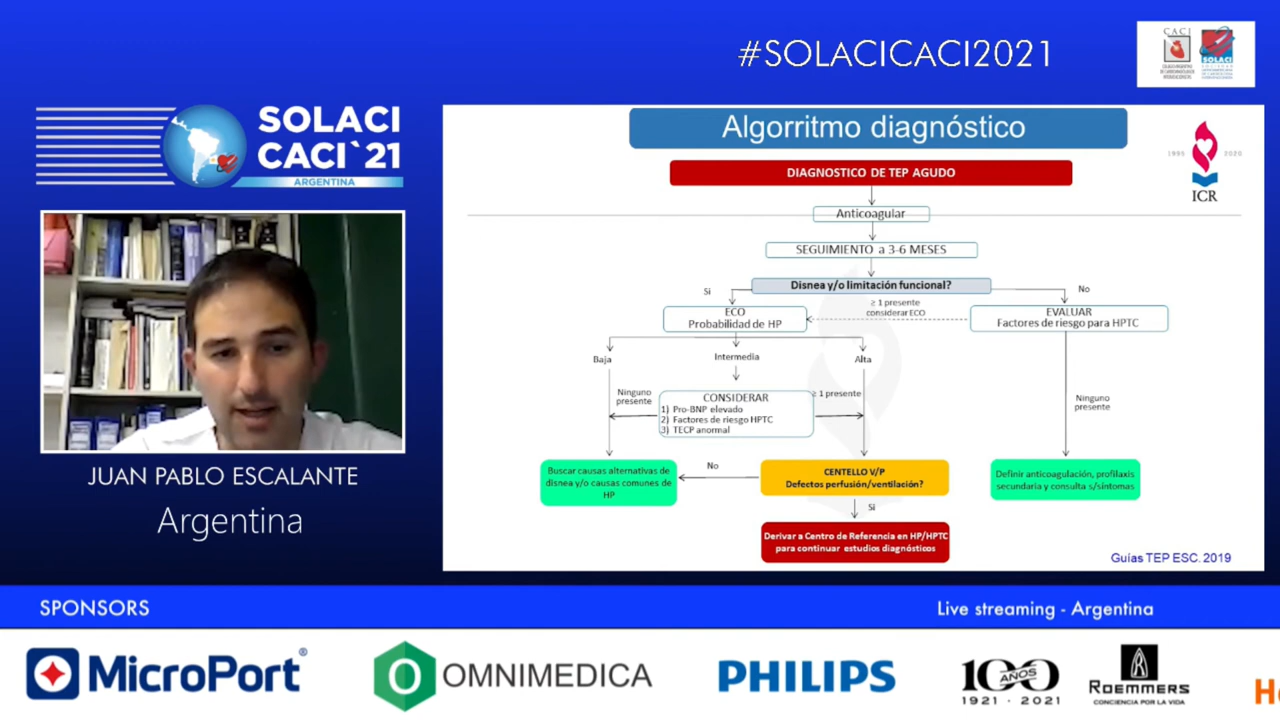 #SOLACICACI2021
CACI
SOLACI
SOLACI
CACI`21
ARGENTINA
Algorritmo diagnóstico
1995 2020
ICR
DIAGNOSTICO DE TEP AGUDO
Anticoagular
SEGUIMIENTO a 3-6 MESES
Disnea y/o limitación funcional?
Si
No
≥ 1 presente
considerar ECO
ECO
Probabilidad de HP
EVALUAR
Factores de riesgo para HPTC
Baja
Intermedia
Alta
Ninguno
presente
CONSIDERAR
1) Pro-BNP elevado
2) Factores de riesgo HPTC
3) TECP anormal
≥ 1 presente
Ninguno
presente
Buscar causas alternativas de
disnea y/o causas comunes de
HP
No
CENTELLO V/P
Defectos perfusión/ventilación?
Definir anticoagulación, profilaxis
secundaria y consulta s/síntomas
Si
Derivar a Centro de Referencia en HP/HPTC
para continuar estudios diagnósticos
Guías TEP ESC. 2019
JUAN PABLO ESCALANTE
Argentina
SPONSORS
Live streaming - Argentina
MicroPort®
OMNIMEDICA
PHILIPS
100
AÑOS
1921 - 2021
ROEMMERS
CONCIENCIA POR LA VIDA